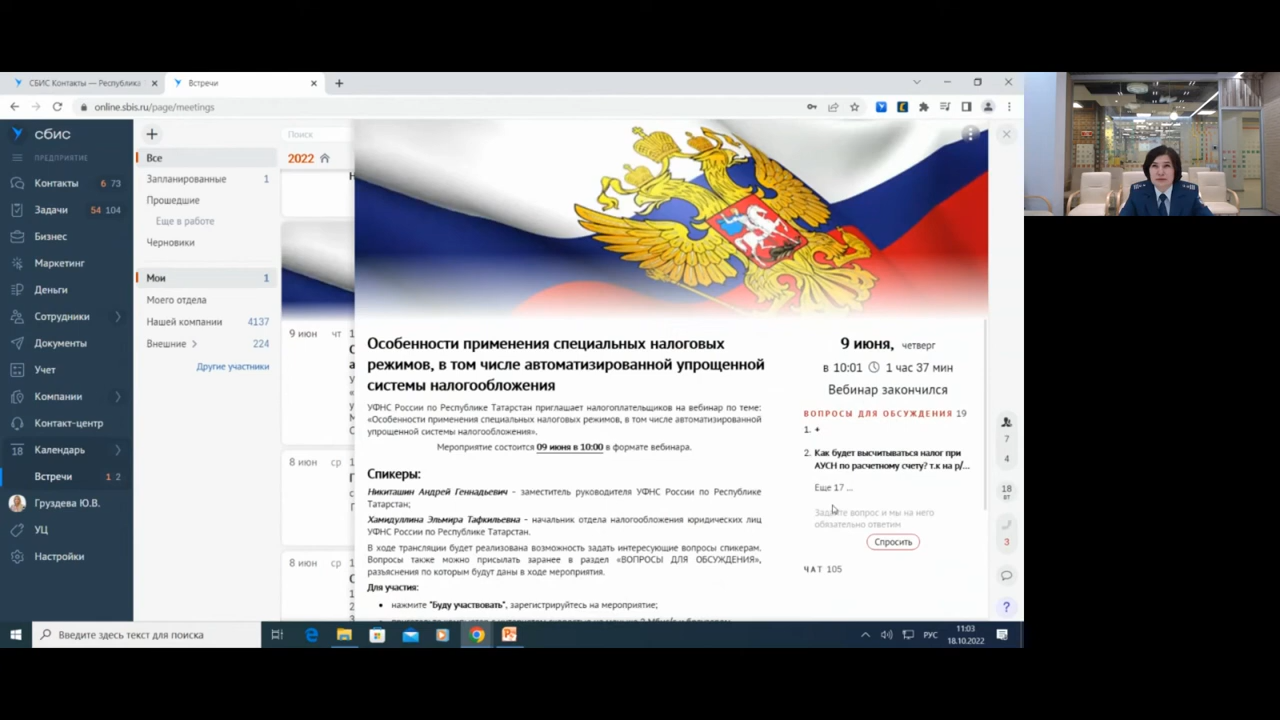 СБИС Контакты — Республика
Встречи
online.sbis.ru/page/meetings
сбис
ПРЕДПРИЯТИЕ
Контакты 6 73
Задачи 54 104
Бизнес
Маркетинг
Деньги
Сотрудники
Документы
Учет
Компании
Контакт-центр
18 Календарь
Встречи 1 2
Груздева Ю.В.
УЦ
Настройки
Все
Запланированные 1
Прошедшие
Еще в работе
Черновики
Мои 1
Моего отдела
Нашей компании 4137
Внешние 224
Другие участники
Поиск
2022
9 июн чт
8 июн ср
8 июн ср
Особенности применения специальных налоговых
режимов, в том числе автоматизированной упрощенной
системы налогообложения
УФНС России по Республике Татарстан приглашает налогоплательщиков на вебинар по теме:
«Особенности применения специальных налоговых режимов, в том числе автоматизированной
упрощенной системы налогообложения».
Мероприятие состоится 09 июня в 10:00 в формате вебинара.
Спикеры:
Никиташин Андрей Геннадьевич - заместитель руководителя УФНС России по Республике
Татарстан;
Хамидуллина Эльмира Тафкильевна - начальник отдела налогообложения юридических лиц
УФНС России по Республике Татарстан.
В ходе трансляции будет реализована возможность задать интересующие вопросы спикерам.
Вопросы также можно присылать заранее в раздел «ВОПРОСЫ ДЛЯ ОБСУЖДЕНИЯ»,
разъяснения по которым будут даны в ходе мероприятия.
Для участия:
• нажмите "Буду участвовать", зарегистрируйтесь на мероприятие;
9 июня, четверг
в 10:01 1 час 37 мин
Вебинар закончился
ВОПРОСЫ ДЛЯ ОБСУЖДЕНИЯ 19
1. +
2. Как будет высчитываться налог при
АУСН по расчетному счету? т.к на р/...
Еще 17 ...
Задайте вопрос и мы на него
обязательно ответим
Спросить
ЧАТ 105
7
4
18
вт
3
?
Введите здесь текст для поиска
РУС
11:03
18.10.2022